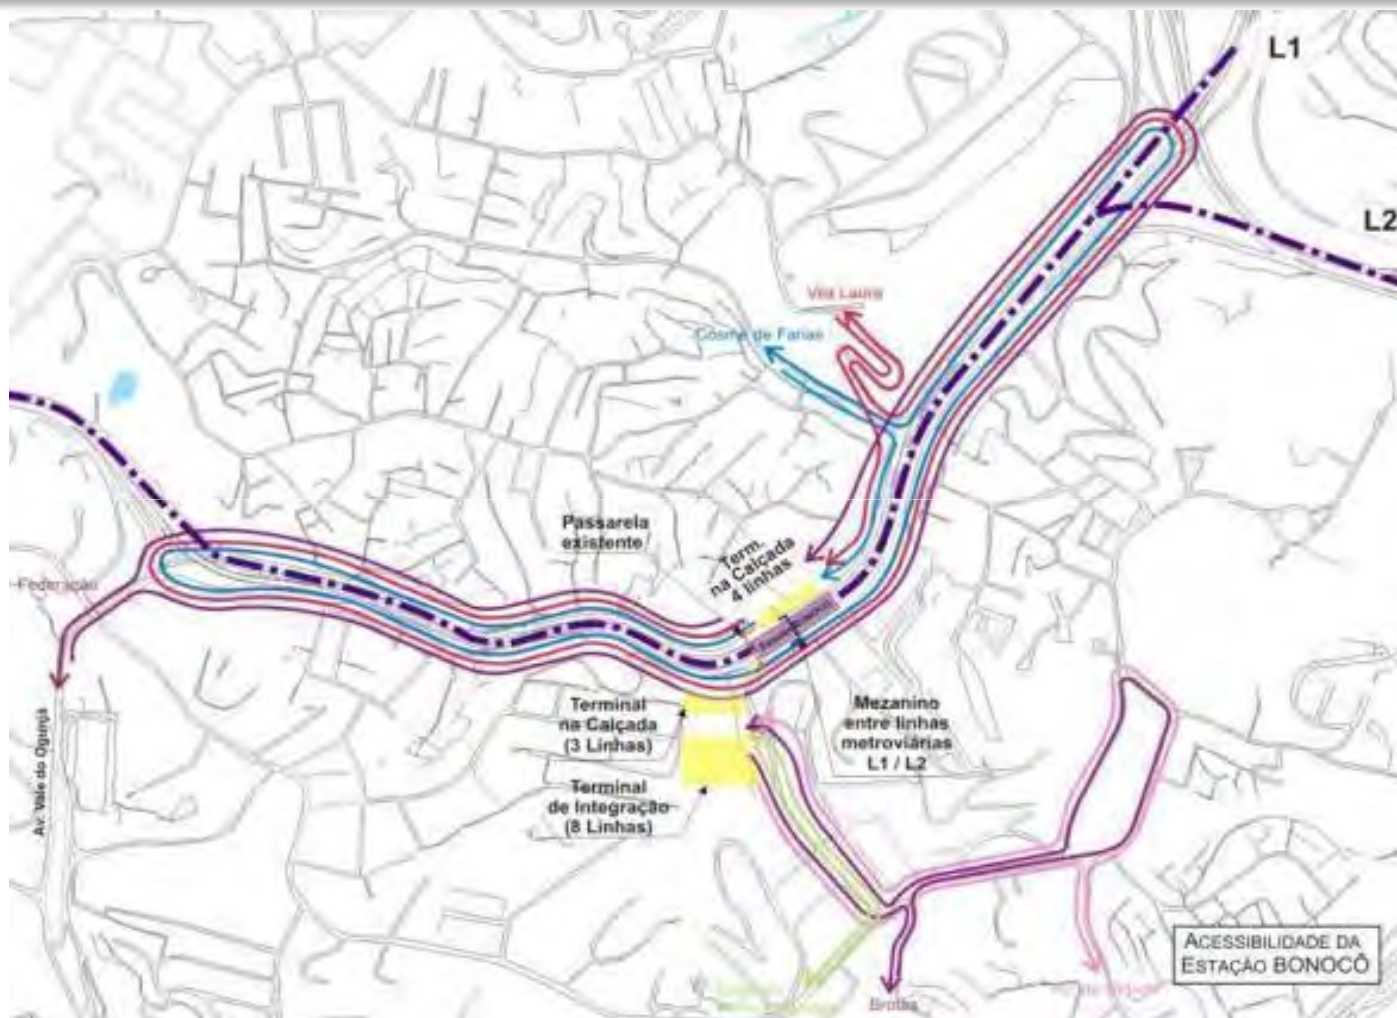 L1
L2
Vila Laura
Cosme de Farias
Passarela
existente
Term.
na Calçada
4 linhas
-Federação
Av. Vale do Ogunjá
Terminal
na Calçada
(3 Linhas)
Mezanino
entre linhas
metroviárias
L1 / L2
Terminal
de Integração
(8 Linhas)
Brotas
ACESSIBILIDADE DA
ESTAÇÃO BONOCÔ